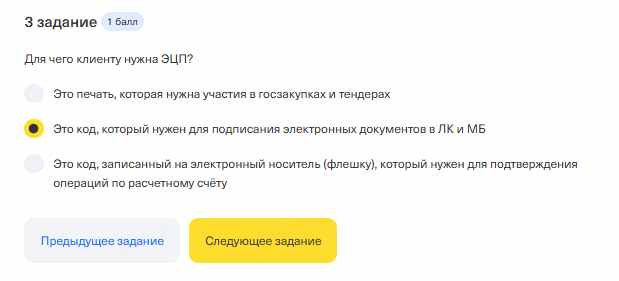 3 задание 1 балл
Для чего клиенту нужна ЭЦП?
Это печать, которая нужна участия в госзакупках и тендерах
Это код, который нужен для подписания электронных документов в ЛК и МБ
Это код, записанный на электронный носитель (флешку), который нужен для подтверждения
операций по расчетному счёту
Предыдущее задание Следующее задание